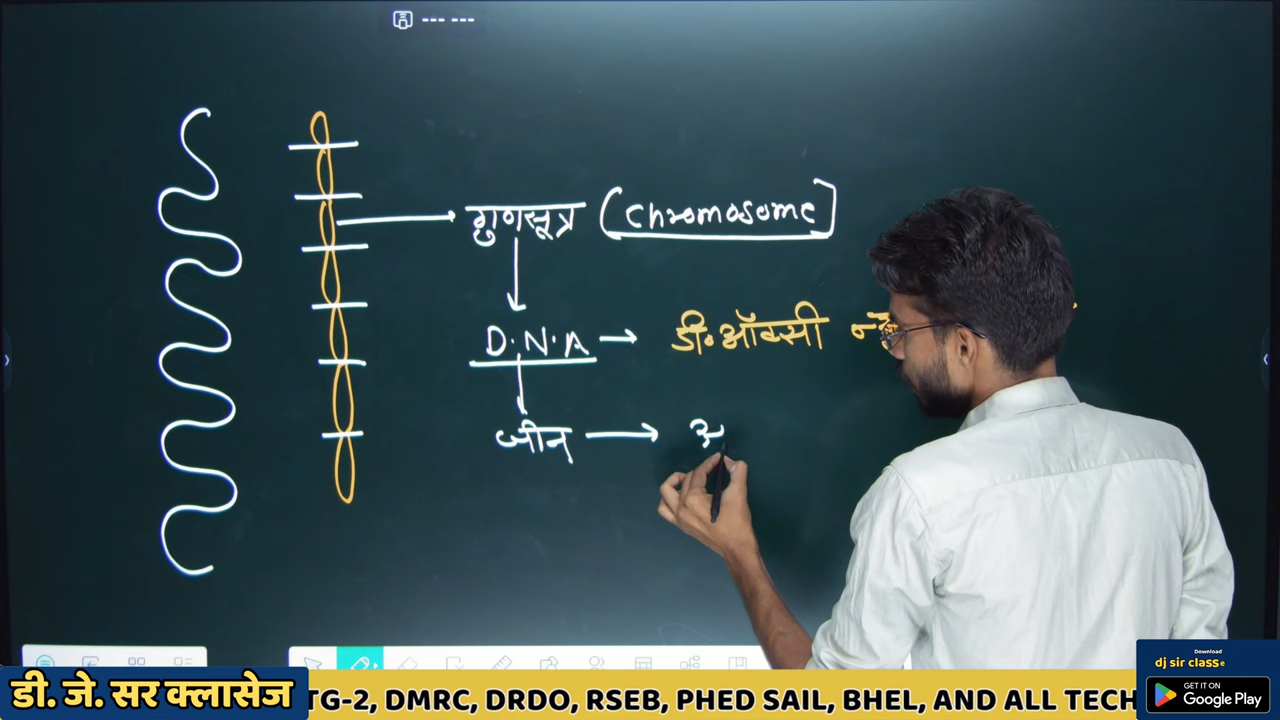 गुणसूत्र (Chromosome)
D.N.A → डी.ऑक्सी
जीन →
डी. जे. सर क्लासेज
TG-2, DMRC, DRDO, RSEB, PHED SAIL, BHEL, AND ALL TECH
Download
dj sir classe
GET IT ON
Google Play